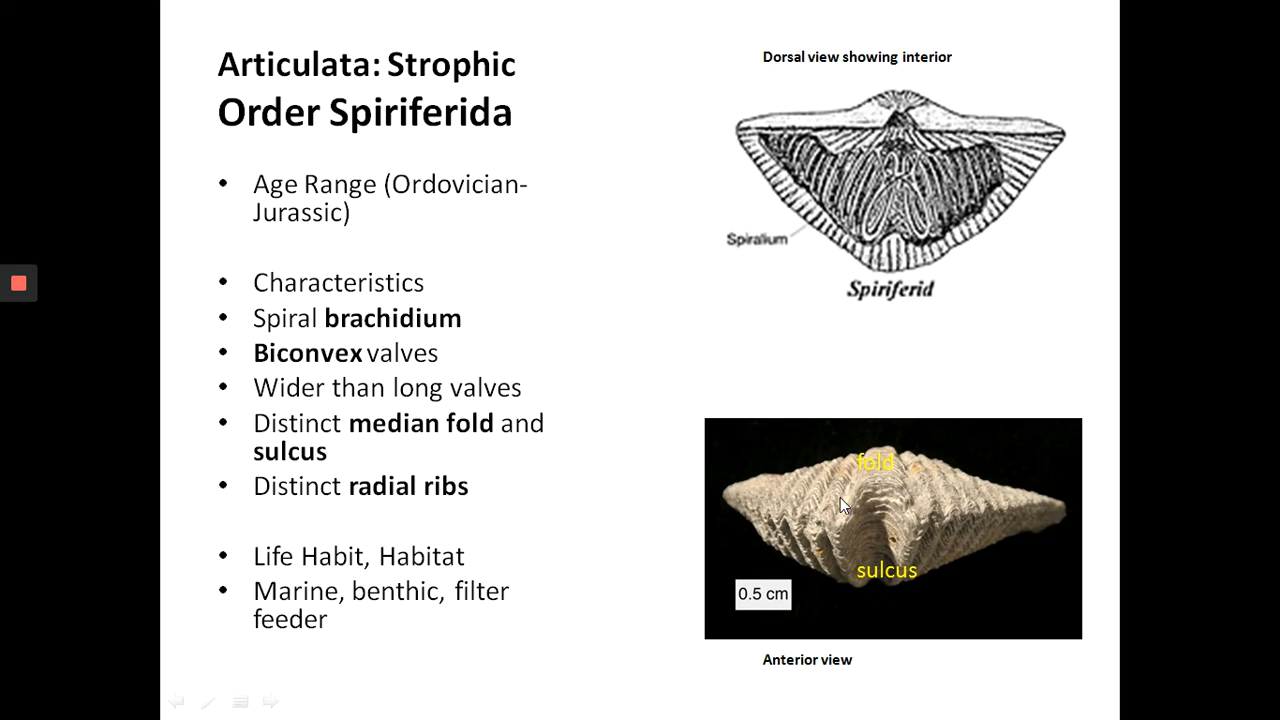 Articulata: Strophic
Order Spiriferida
• Age Range (Ordovician-
Jurassic)
• Characteristics
• Spiral brachidium
• Biconvex valves
• Wider than long valves
• Distinct median fold and
sulcus
• Distinct radial ribs
• Life Habit, Habitat
• Marine, benthic, filter
feeder
Dorsal view showing interior
Spiralium
Spiriferid
fold
sulcus
0.5 cm
Anterior view